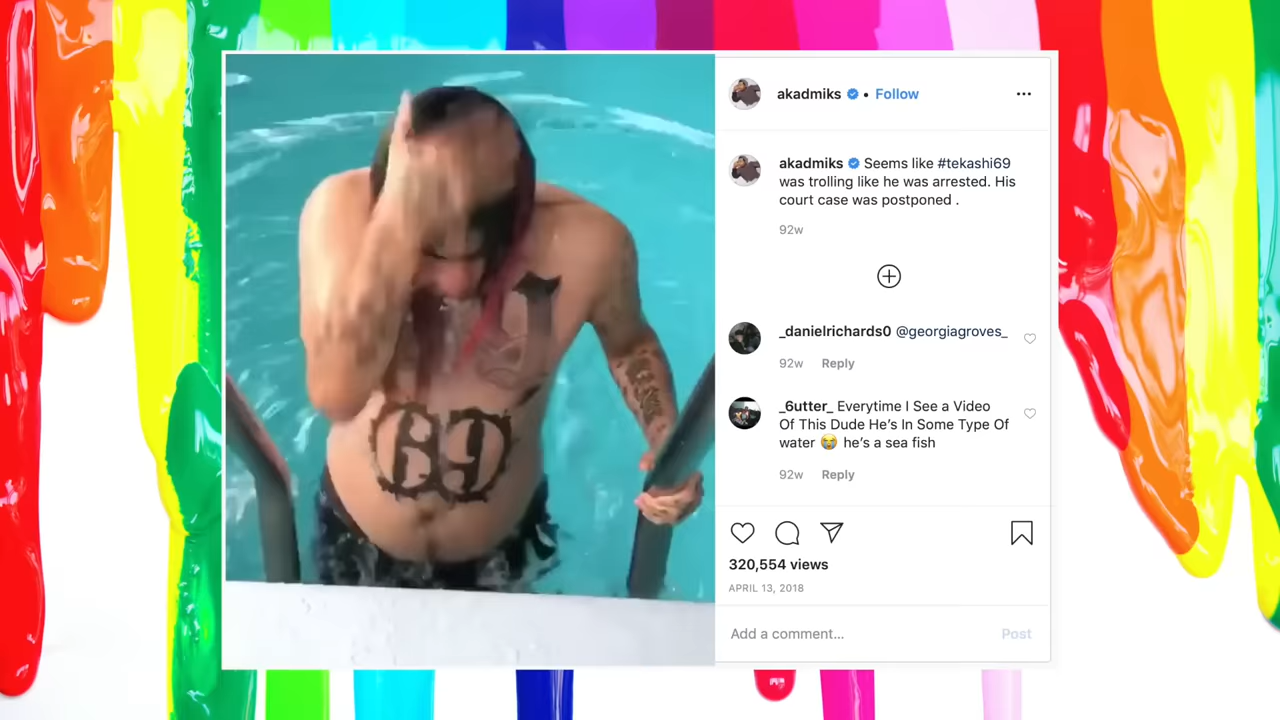 akadmiks • Follow
akadmiks Seems like #tekashi69
was trolling like he was arrested. His
court case was postponed .
92w
_danielrichards0 @georgiagroves_
92w Reply
_6utter_ Everytime I See a Video
Of This Dude He’s In Some Type Of
water 😭 he’s a sea fish
92w Reply
320,554 views
APRIL 13, 2018
Add a comment... Post
69